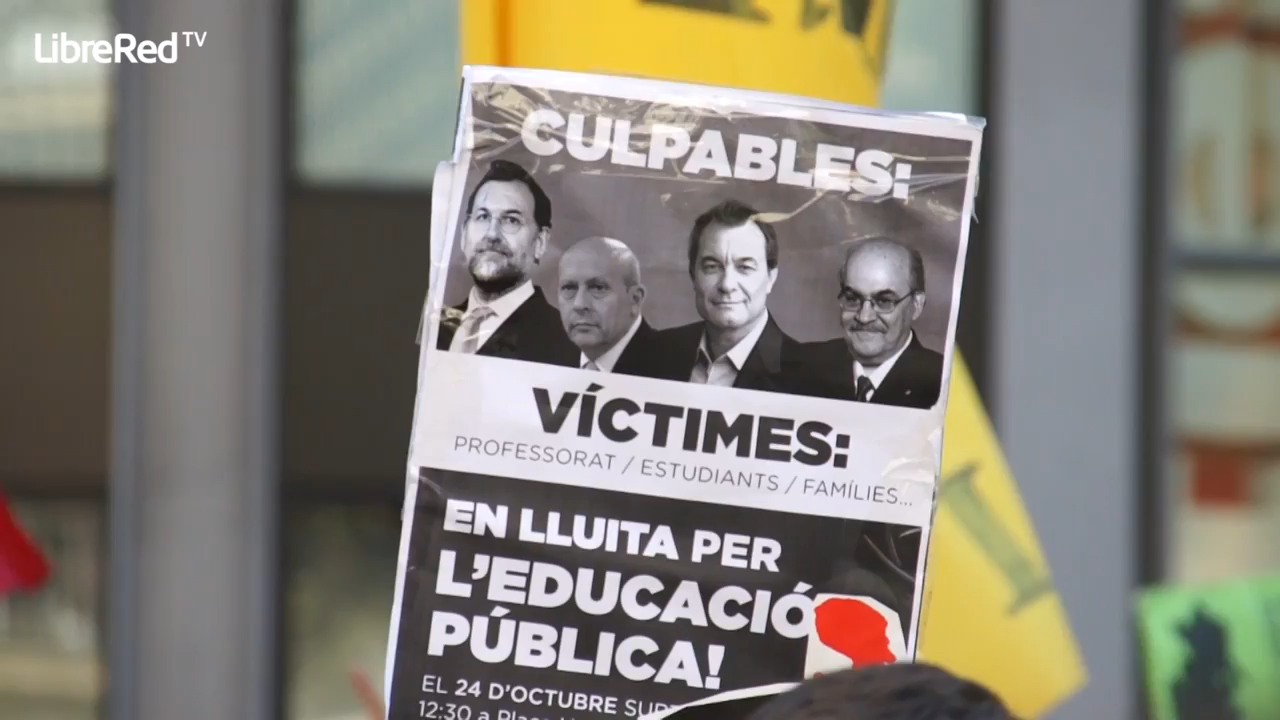 LibreRed TV
CULPABLES:
VÍCTIMES:
PROFESSORAT / ESTUDIANTS / FAMÍLIES...
EN LLUITA PER
L'EDUCACIÓ
PÚBLICA!
EL 24 D'OCTUBRE
12:30 a